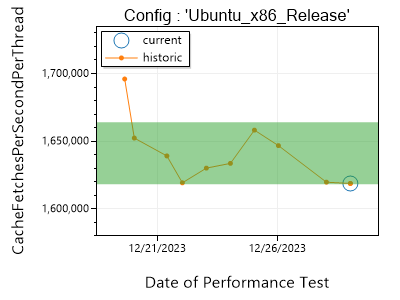 Config : 'Ubuntu_x86_Release'
current
historic
CacheFetchesPerSecondPerThread
1,700,000
1,650,000
1,600,000
12/21/2023
12/26/2023
Date of Performance Test